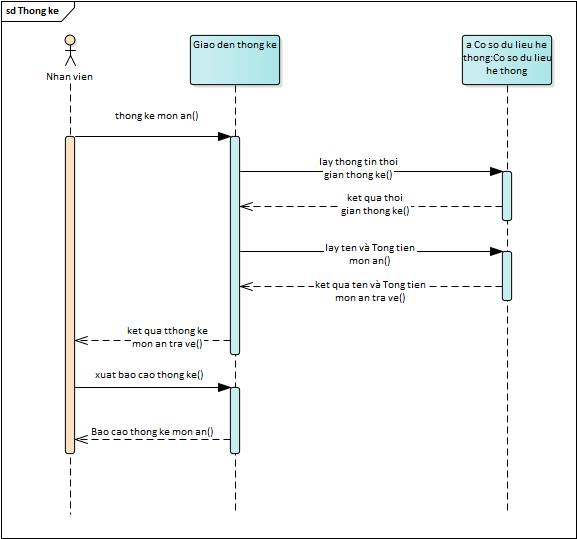 sd Thong ke
Nhan vien
Giao den thong ke
a Co so du lieu he
thong:Co so du lieu
he thong
thong ke mon an()
lay thong tin thoi
gian thong ke()
ket qua thoi
gian thong ke()
lay ten và Tong tien
mon an()
ket qua ten và Tong tien
mon an tra ve()
ket qua tthong ke
mon an tra ve()
xuat bao cao thong ke()
Bao cao thong ke mon an()